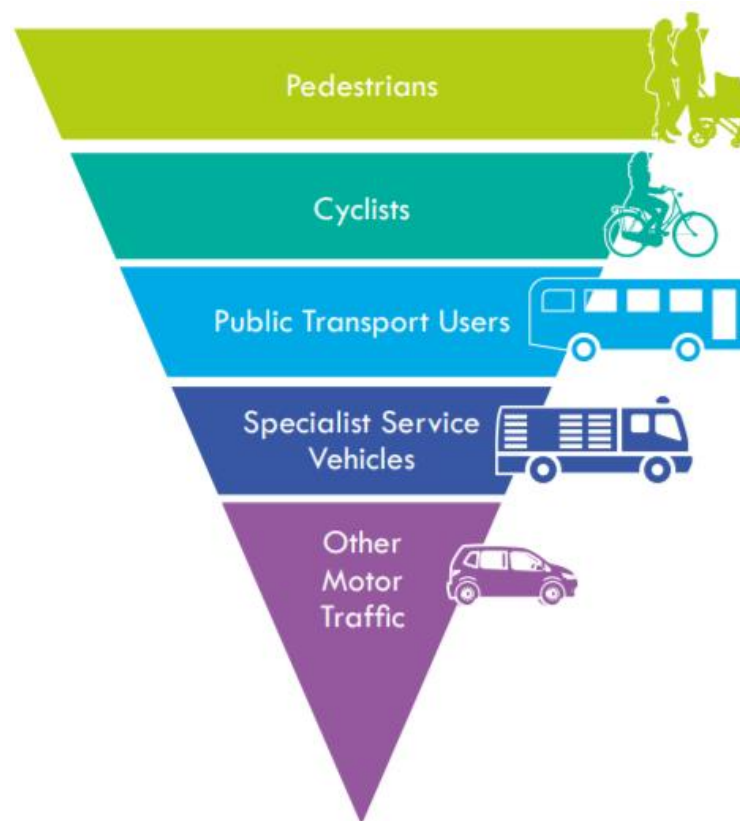 Pedestrians
Cyclists
Public Transport Users
Specialist Service
Vehicles
Other
Motor
Traffic